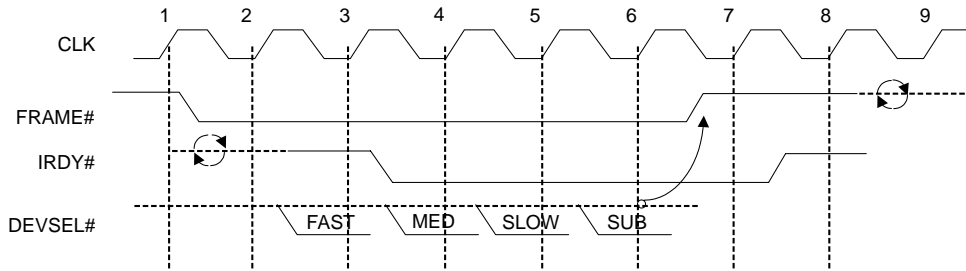 1 2 3 4 5 6 7 8 9
CLK
FRAME#
IRDY#
DEVSEL#
FAST MED SLOW SUB